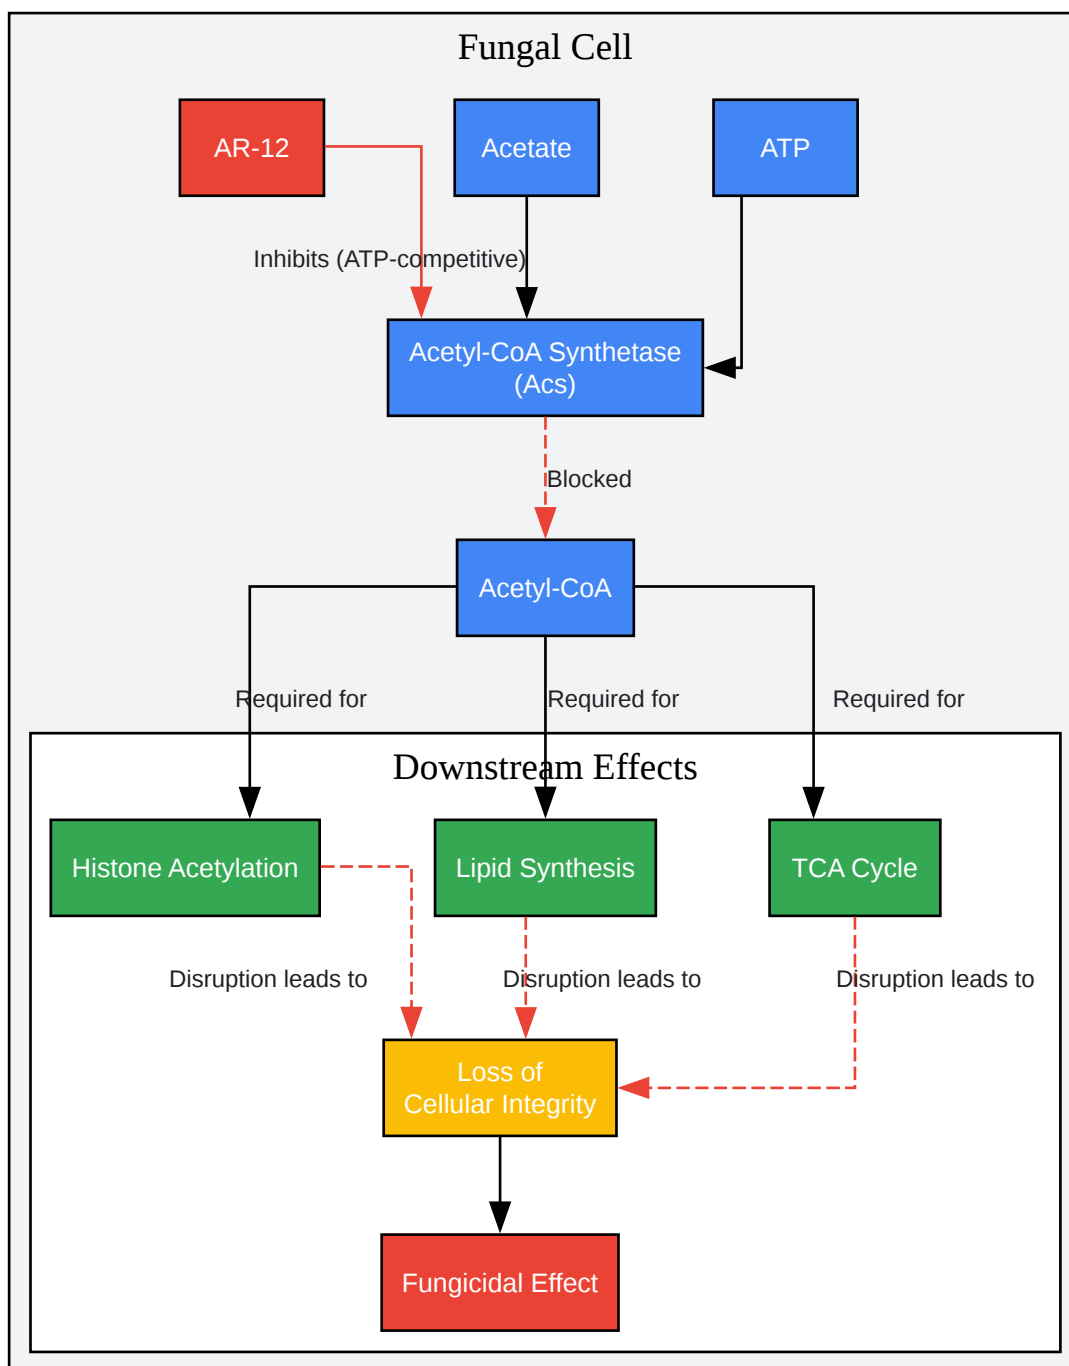 Fungal Cell
AR-12
Acetate
ATP
Inhibits (ATP-competitive)
Acetyl-CoA Synthetase
(Acs)
Blocked
Acetyl-CoA
Required for
Required for
Required for
Downstream Effects
Histone Acetylation
Lipid Synthesis
TCA Cycle
Disruption leads to
Disruption leads to
Disruption leads to
Loss of
Cellular Integrity
Fungicidal Effect